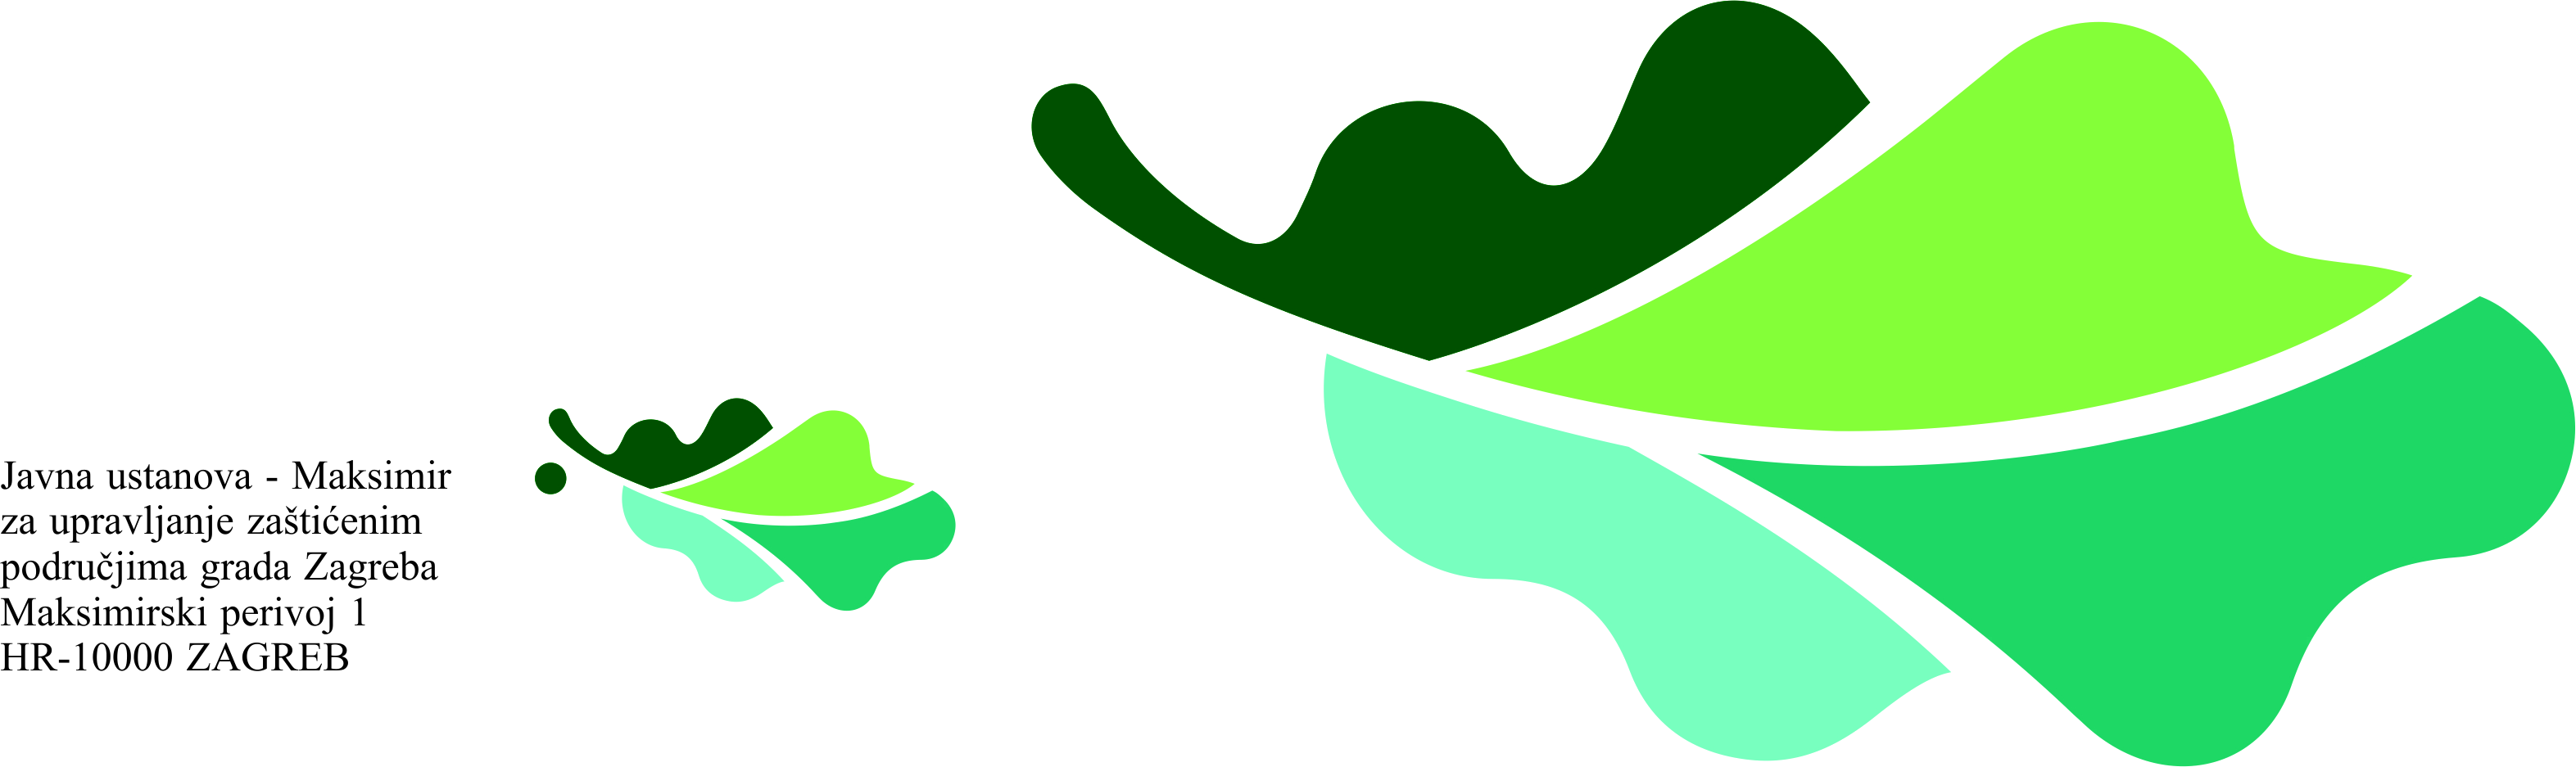 Javna ustanova - Maksimir
za upravljanje zaštićenim
područjima grada Zagreba
Maksimirski perivoj 1
HR-10000 ZAGREB